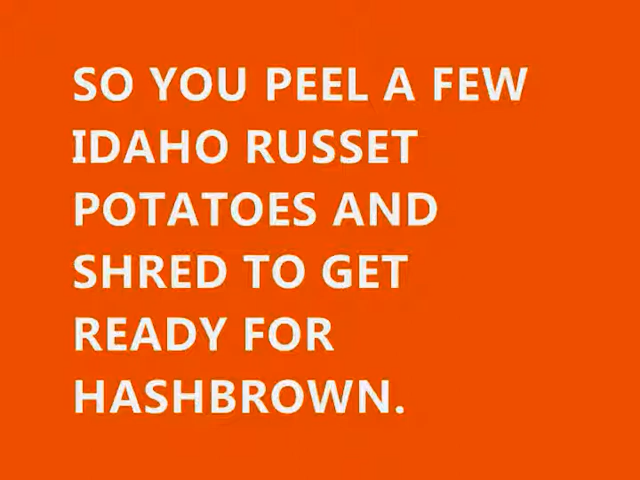 SO YOU PEEL A FEW
IDAHO RUSSET
POTATOES AND
SHRED TO GET
READY FOR
HASHBROWN.